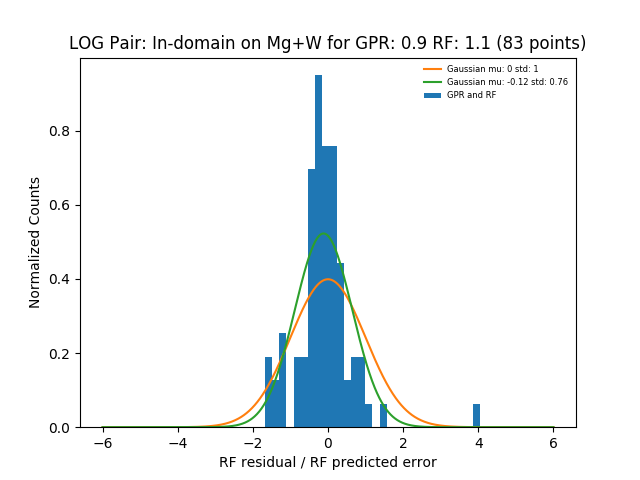 LOG Pair: In-domain on Mg+W for GPR: 0.9 RF: 1.1 (83 points)
Gaussian mu: 0 std: 1
Gaussian mu: -0.12 std: 0.76
GPR and RF
Normalized Counts
0.8
0.6
0.4
0.2
0.0
−6 −4 −2 0 2 4 6
RF residual / RF predicted error